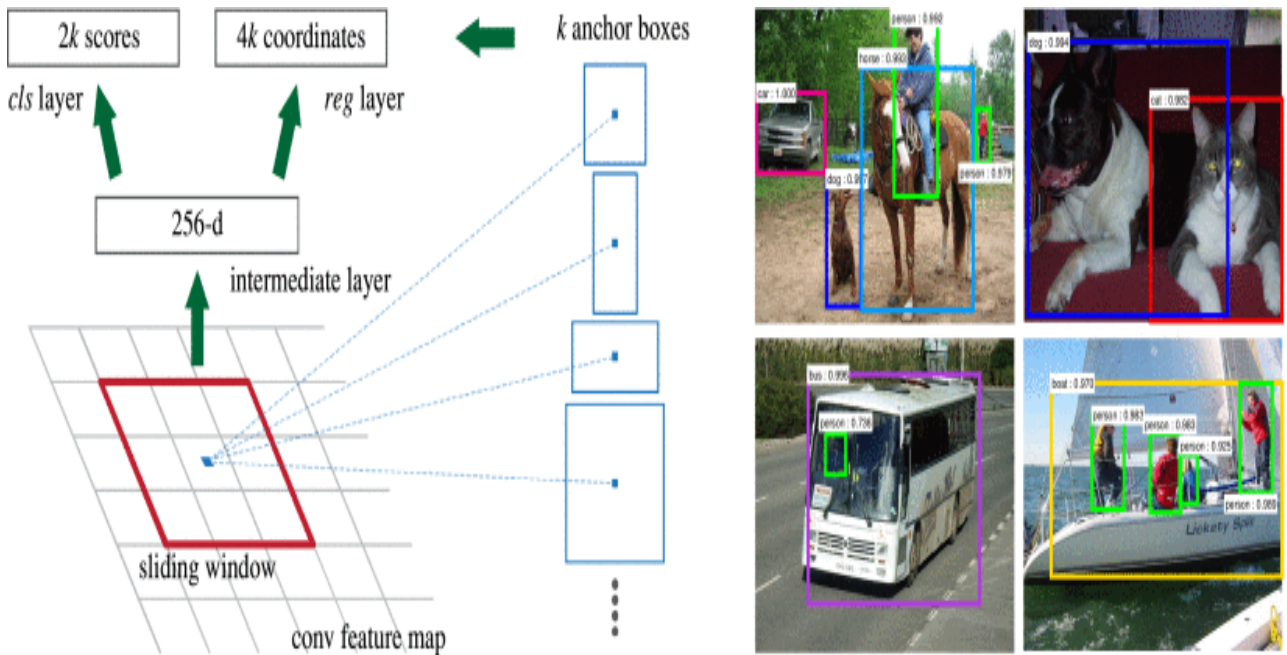 2k scores
4k coordinates
k anchor boxes
cls layer
reg layer
256-d
intermediate layer
sliding window
conv feature map
person : 0.992
horse : 0.993
car : 1.000
dog : 0.997
person : 0.979
dog : 0.994
cat : 0.982
bus : 0.996
person : 0.736
boat : 0.970
person : 0.983
person : 0.983
person : 0.925
person : 0.989
Lickety Split